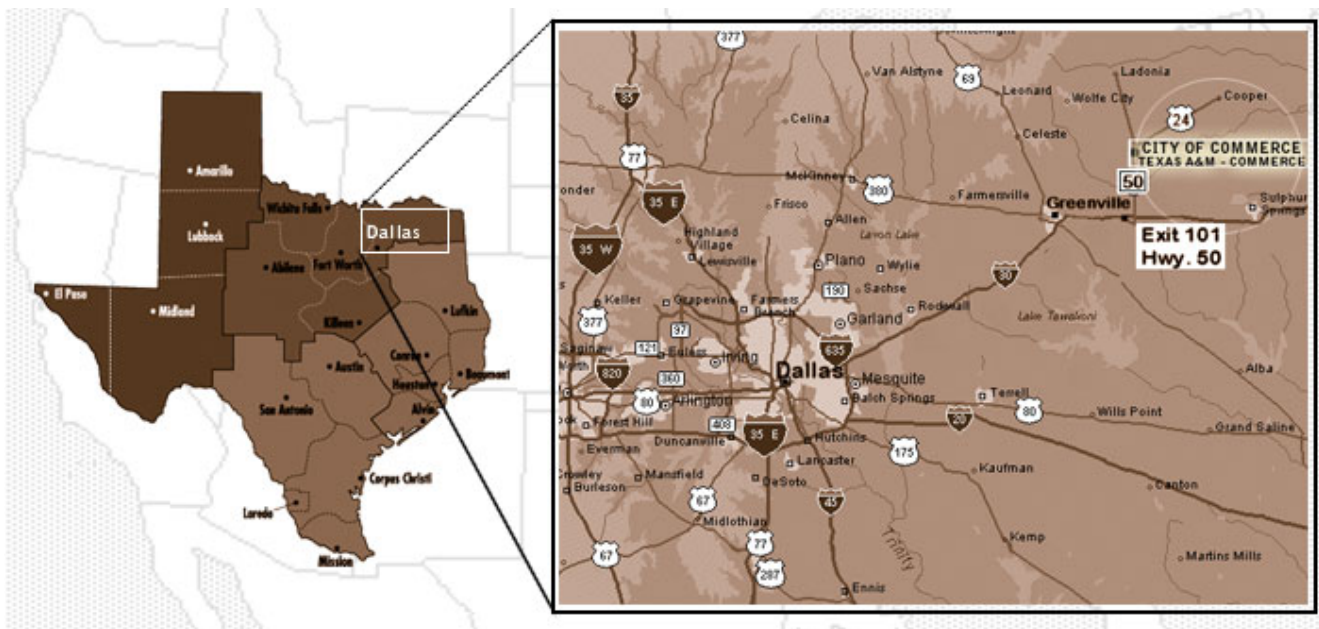 Amarillo
Lubbock
Wichita Falls
Dallas
Abilene
Fort Worth
El Paso
Midland
Killeen
Lufkin
Conroe
Austin
Houston
Beaumont
San Antonio
Alvin
Corpus Christi
Laredo
Mission
377
Van Alstyne
69
Ladonia
35
Leonard
Wolfe City
Cooper
Celina
24
Celeste
77
CITY OF COMMERCE
TEXAS A&M - COMMERCE
McKinney
380
50
35 E
Frisco
Farmersville
Greenville
Sulphur
Springs
Allen
35 W
Highland
Village
Lavon Lake
Exit 101
Hwy. 50
Lewisville
Plano
Wylie
30
190
Sachse
Keller
Grapevine
Farmers
Branch
Rockwall
377
97
Garland
Lake Tawakoni
121
Euless
Irving
635
Saginaw
820
360
Dallas
Mesquite
Alba
80
Arlington
Balch Springs
Terrell
80
Wills Point
Forest Hill
408
35 E
20
Grand Saline
Duncanville
Hutchins
175
Everman
Lancaster
Kaufman
Crowley
Mansfield
DeSoto
Canton
Burleson
67
45
Midlothian
Trinity
77
Kemp
67
287
Martins Mills
Ennis